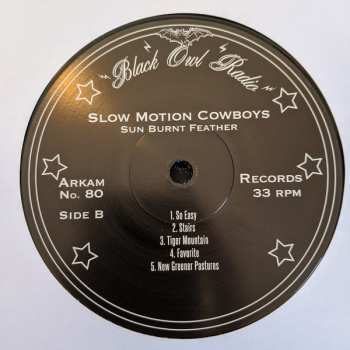 Black Owl Radio
SLOW MOTION COWBOYS
SUN BURNT FEATHER
ARKAM
NO. 80
SIDE B
RECORDS
33 RPM
1. So Easy
2. Stairs
3. Tiger Mountain
4. Favorite
5. New Greener Pastures